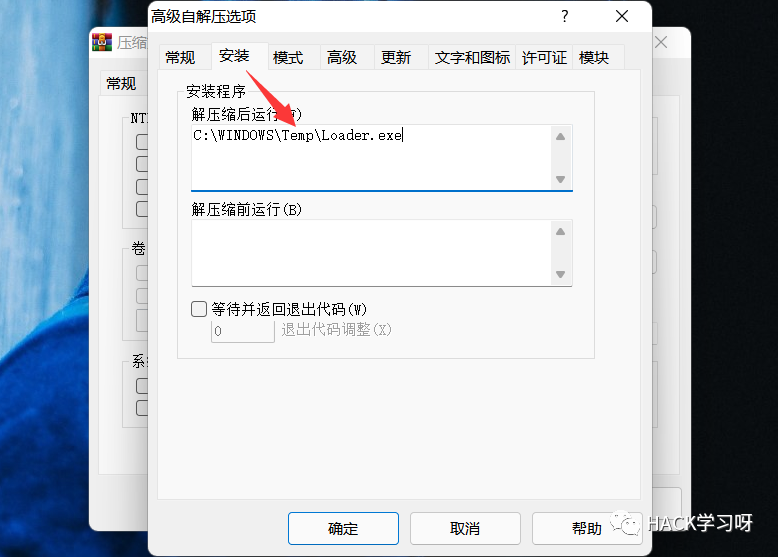 高级自解压选项
压缩
常规 安装 模式 高级 更新 文字和图标 许可证 模块
常规
安装程序
解压缩后运行
C:\WINDOWS\Temp\Loader.exe
解压缩前运行(B)
卷
等待并返回退出代码(W)
0 退出代码调整(X)
确定 取消 帮助
HACK学习呀